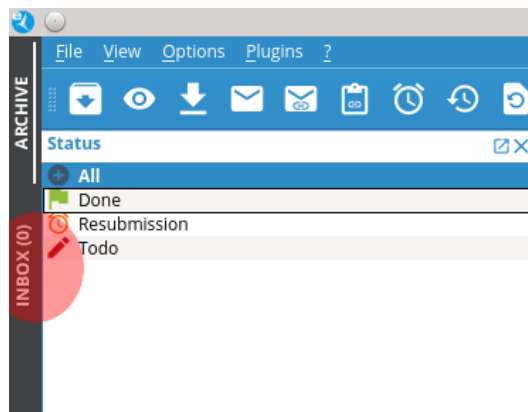 File View Options Plugins ?
ARCHIVE
INBOX (0)
Status
All
Done
Resubmission
Todo